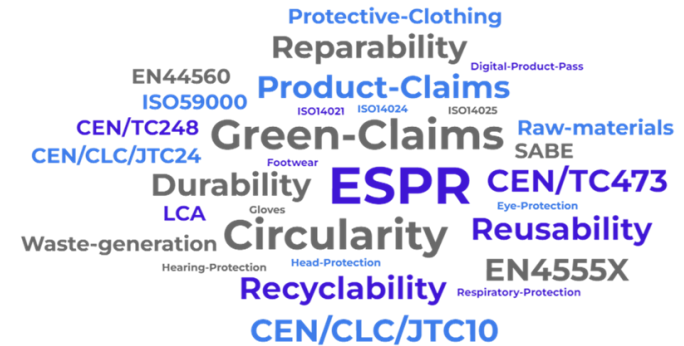 Protective-Clothing
Reparability
Digital-Product-Pass
EN44560
Product-Claims
ISO59000
ISO14021 ISO14024 ISO14025
CEN/TC248
Green-Claims
Raw-materials
SABE
CEN/CLC/JTC24
Footwear
Durability
ESPR
CEN/TC473
LCA
Gloves
Eye-Protection
Waste-generation
Circularity
Reusability
Hearing-Protection
Head-Protection
EN4555X
Recyclability
Respiratory-Protection
CEN/CLC/JTC10